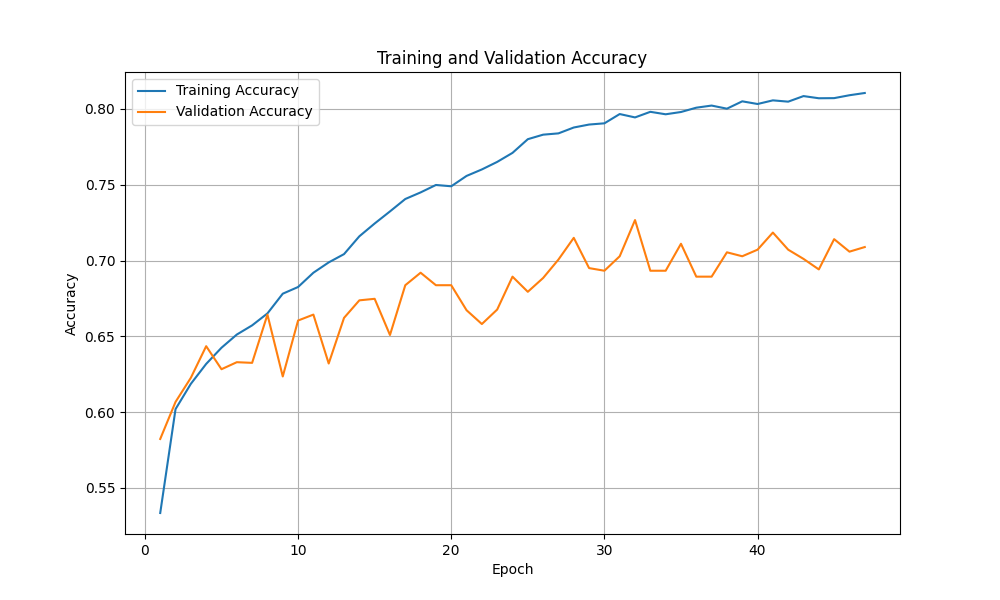 Training and Validation Accuracy
Training Accuracy
Validation Accuracy
Accuracy
0.80
0.75
0.70
0.65
0.60
0.55
0
10
20
30
40
Epoch